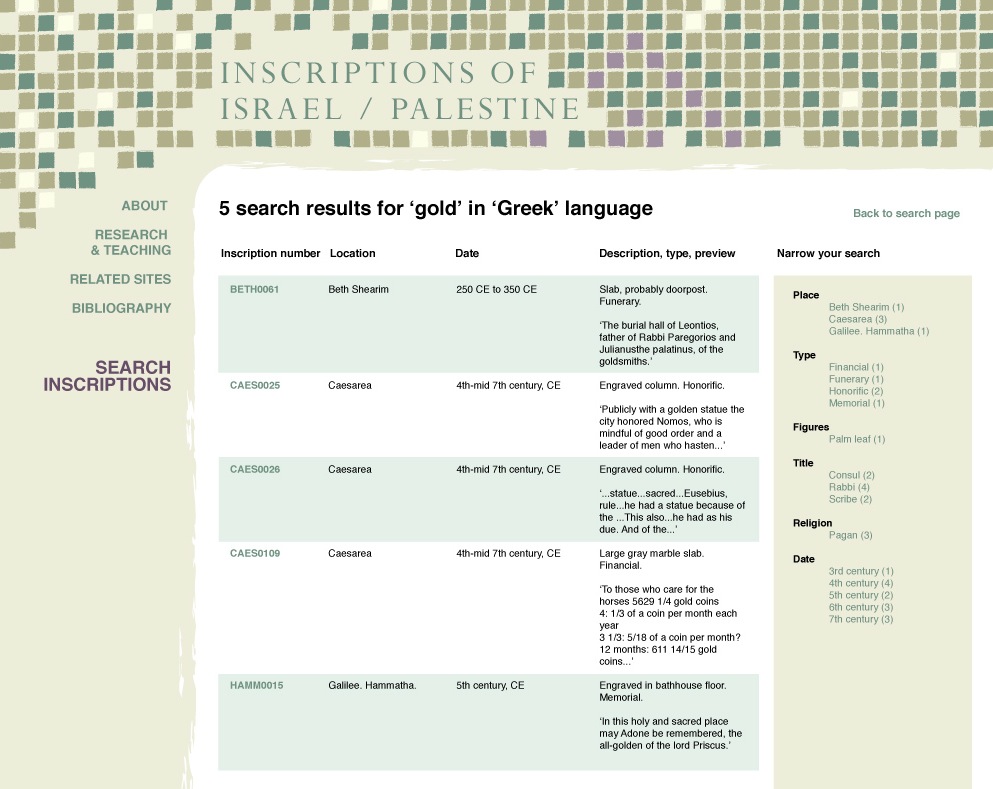 INSCRIPTIONS OF
ISRAEL / PALESTINE
ABOUT
RESEARCH
& TEACHING
RELATED SITES
BIBLIOGRAPHY
SEARCH
INSCRIPTIONS
5 search results for ‘gold’ in ‘Greek’ language
Back to search page
Inscription number Location Date Description, type, preview
BETH0061 Beth Shearim 250 CE to 350 CE Slab, probably doorpost.
Funerary.
‘The burial hall of Leontios,
father of Rabbi Paregorios and
Julianusthe palatinus, of the
goldsmiths.’
CAES0025 Caesarea 4th-mid 7th century, CE Engraved column. Honorific.
‘Publicly with a golden statue the
city honored Nomos, who is
mindful of good order and a
leader of men who hasten...’
CAES0026 Caesarea 4th-mid 7th century, CE Engraved column. Honorific.
‘...statue...sacred...Eusebius,
rule...he had a statue because of
the ...This also...he had as his
due. And of the...’
CAES0109 Caesarea 4th-mid 7th century, CE Large gray marble slab.
Financial.
‘To those who care for the
horses 5629 1/4 gold coins
4: 1/3 of a coin per month each
year
3 1/3: 5/18 of a coin per month?
12 months: 611 14/15 gold
coins...’
HAMM0015 Galilee. Hammatha. 5th century, CE Engraved in bathhouse floor.
Memorial.
‘In this holy and sacred place
may Adone be remembered, the
all-golden of the lord Priscus.’
Narrow your search
Place
Beth Shearim (1)
Caesarea (3)
Galilee. Hammatha (1)
Type
Financial (1)
Funerary (1)
Honorific (2)
Memorial (1)
Figures
Palm leaf (1)
Title
Consul (2)
Rabbi (4)
Scribe (2)
Religion
Pagan (3)
Date
3rd century (1)
4th century (4)
5th century (2)
6th century (3)
7th century (3)